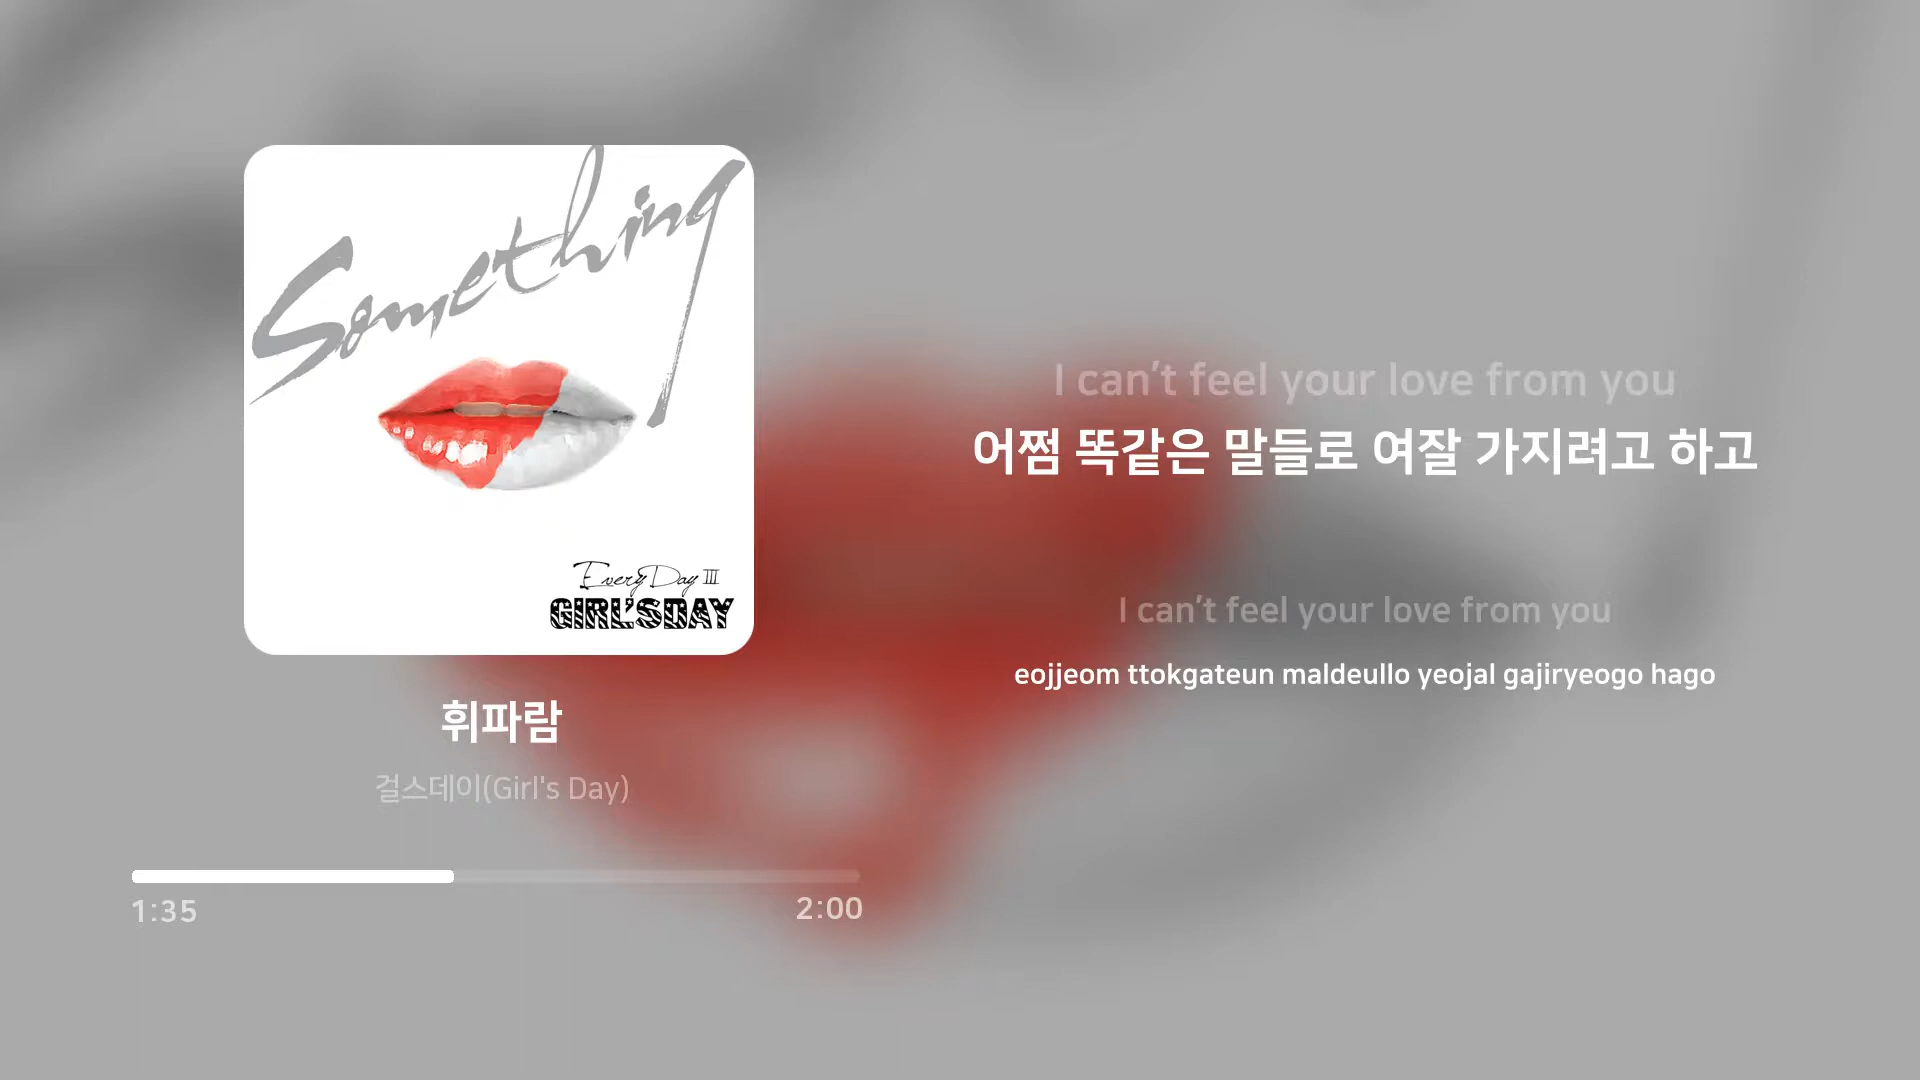 Something
Every Day III
GIRL'SDAY
휘파람
걸스데이(Girl's Day)
1:35
2:00
I can’t feel your love from you
어쩜 똑같은 말들로 여잘 가지려고 하고
I can’t feel your love from you
eojjeom ttokgateun maldeullo yeojal gajiryeogo hago